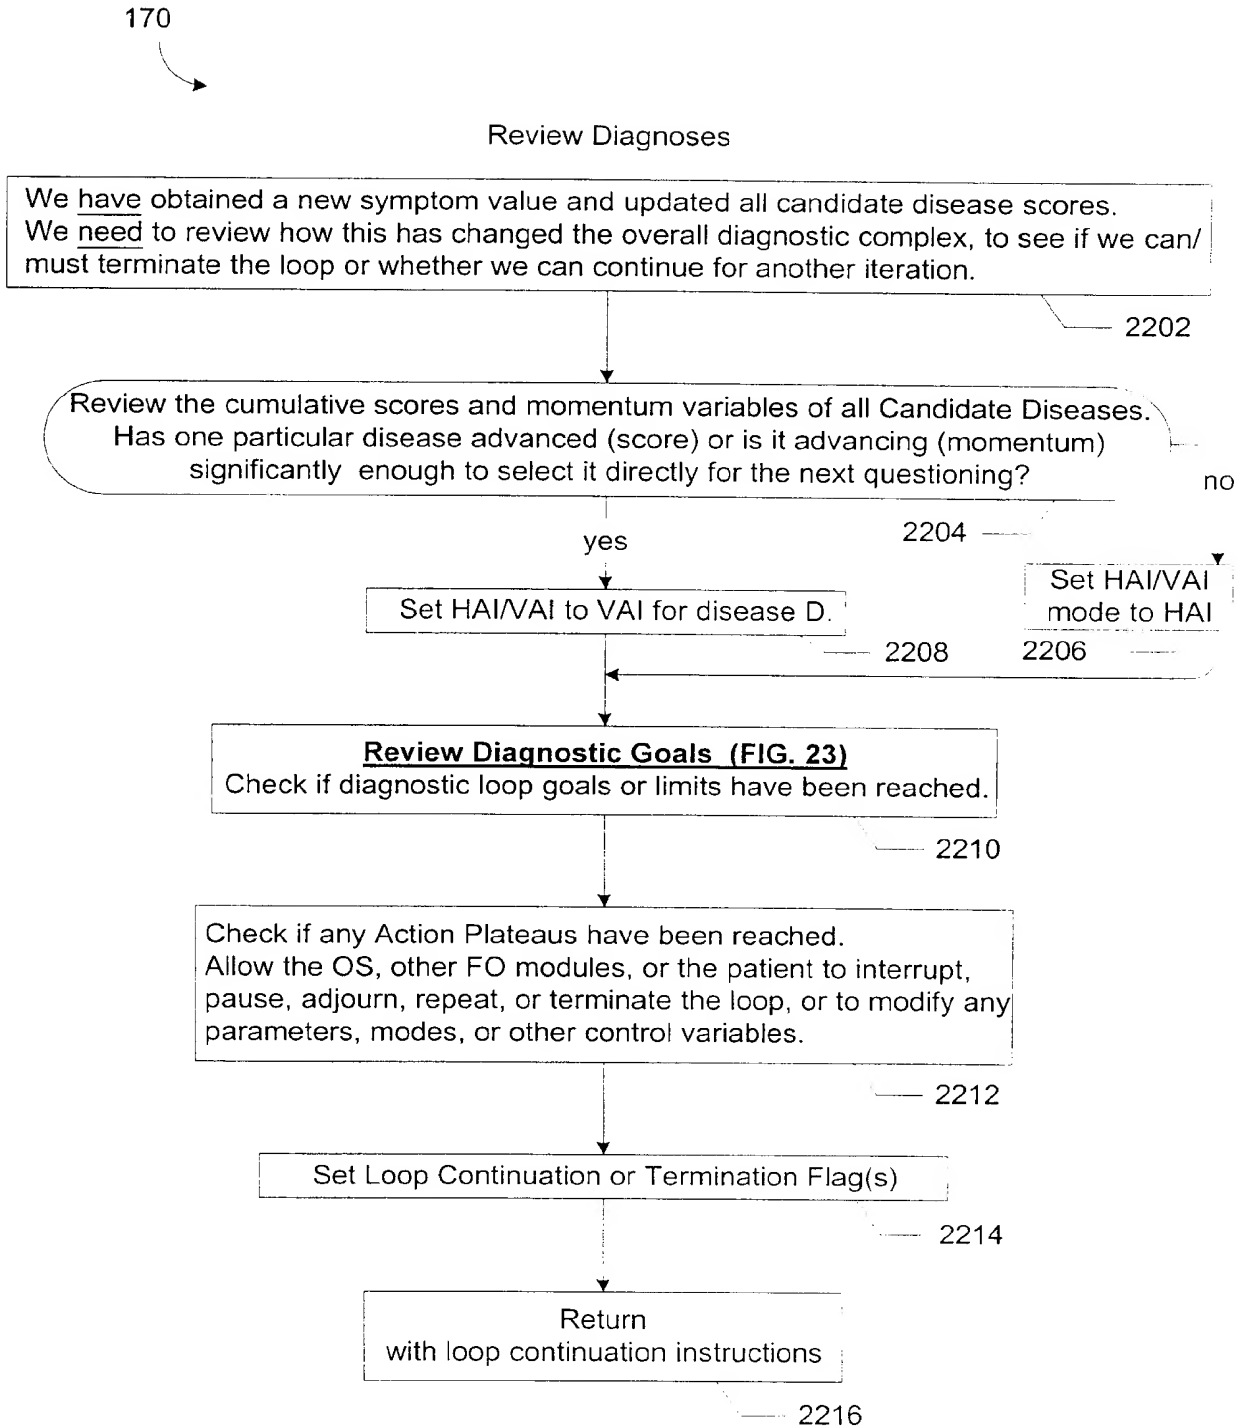 170
Review Diagnoses
We have obtained a new symptom value and updated all candidate disease scores.
We need to review how this has changed the overall diagnostic complex, to see if we can/
must terminate the loop or whether we can continue for another iteration.
2202
Review the cumulative scores and momentum variables of all Candidate Diseases.
Has one particular disease advanced (score) or is it advancing (momentum)
significantly enough to select it directly for the next questioning?
no
2204
yes
Set HAI/VAI
mode to HAI
Set HAI/VAI to VAI for disease D.
2208
2206
Review Diagnostic Goals (FIG. 23)
Check if diagnostic loop goals or limits have been reached.
2210
Check if any Action Plateaus have been reached.
Allow the OS, other FO modules, or the patient to interrupt,
pause, adjourn, repeat, or terminate the loop, or to modify any
parameters, modes, or other control variables.
2212
Set Loop Continuation or Termination Flag(s)
2214
Return
with loop continuation instructions
2216